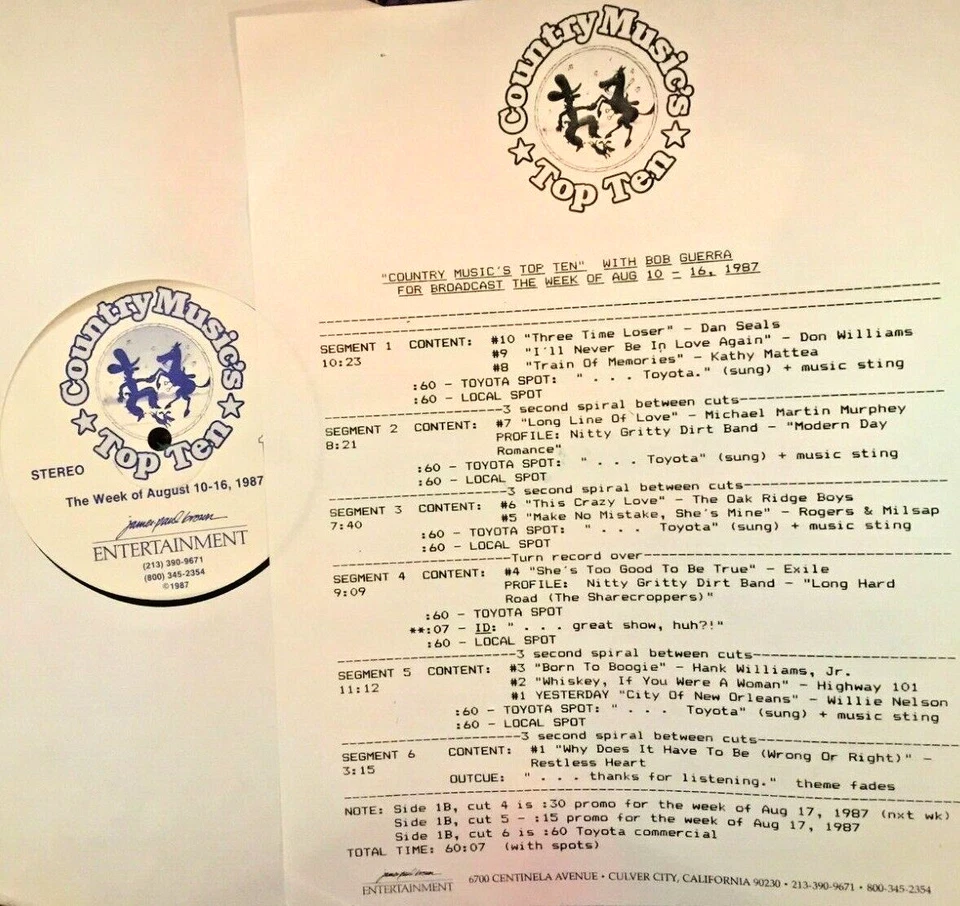 Country Music's
Top Ten
STEREO
The Week of August 10-16, 1987
james paul brown
ENTERTAINMENT
(213) 390-9671
(800) 345-2354
©1987
Country Music's
Top Ten
"COUNTRY MUSIC'S TOP TEN" WITH BOB GUERRA
FOR BROADCAST THE WEEK OF AUG 10 - 16, 1987
SEGMENT 1 CONTENT: #10 "Three Time Loser" - Dan Seals
10:23 #9 "I'll Never Be In Love Again" - Don Williams
#8 "Train Of Memories" - Kathy Mattea
:60 - TOYOTA SPOT: " . . . Toyota." (sung) + music sting
:60 - LOCAL SPOT
3 second spiral between cuts
SEGMENT 2 CONTENT: #7 "Long Line Of Love" - Michael Martin Murphey
8:21 PROFILE: Nitty Gritty Dirt Band - "Modern Day
Romance"
:60 - TOYOTA SPOT: " . . . Toyota" (sung) + music sting
:60 - LOCAL SPOT
3 second spiral between cuts
SEGMENT 3 CONTENT: #6 "This Crazy Love" - The Oak Ridge Boys
7:40 #5 "Make No Mistake, She's Mine" - Rogers & Milsap
:60 - TOYOTA SPOT: " . . . Toyota" (sung) + music sting
:60 - LOCAL SPOT
Turn record over
SEGMENT 4 CONTENT: #4 "She's Too Good To Be True" - Exile
9:09 PROFILE: Nitty Gritty Dirt Band - "Long Hard
Road (The Sharecroppers)"
:60 - TOYOTA SPOT
**:07 - ID: " . . . great show, huh?!"
:60 - LOCAL SPOT
3 second spiral between cuts
SEGMENT 5 CONTENT: #3 "Born To Boogie" - Hank Williams, Jr.
11:12 #2 "Whiskey, If You Were A Woman" - Highway 101
#1 YESTERDAY "City Of New Orleans" - Willie Nelson
:60 - TOYOTA SPOT: " . . . Toyota" (sung) + music sting
:60 - LOCAL SPOT
3 second spiral between cuts
SEGMENT 6 CONTENT: #1 "Why Does It Have To Be (Wrong Or Right)" -
3:15 Restless Heart
OUTCUE: " . . . thanks for listening." theme fades
NOTE: Side 1B, cut 4 is :30 promo for the week of Aug 17, 1987 (nxt wk)
Side 1B, cut 5 - :15 promo for the week of Aug 17, 1987
Side 1B, cut 6 is :60 Toyota commercial
TOTAL TIME: 60:07 (with spots)
james paul brown
ENTERTAINMENT 6700 CENTINELA AVENUE • CULVER CITY, CALIFORNIA 90230 • 213-390-9671 • 800-345-2354